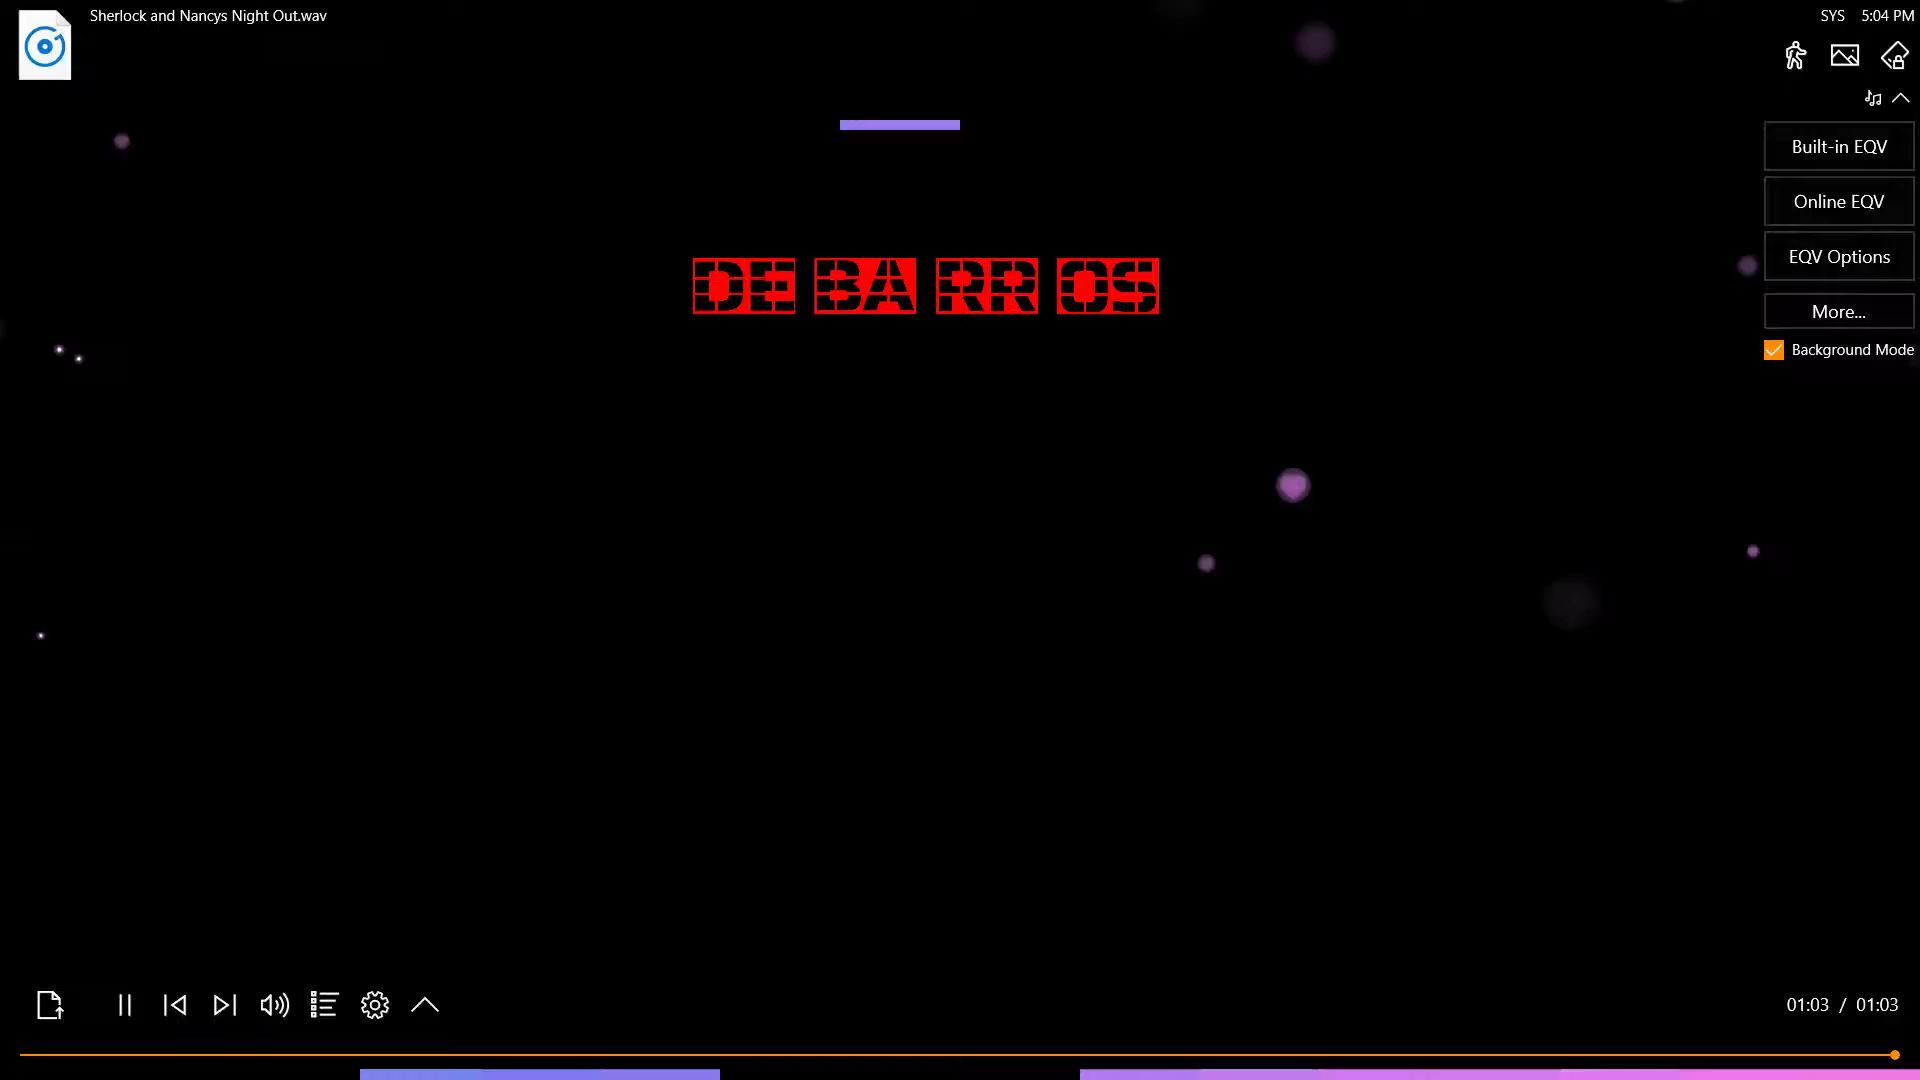 Sherlock and Nancys Night Out.wav
SYS 5:04 PM
Built-in EQV
Online EQV
DE BA RR OS
EQV Options
More...
Background Mode
01:03 / 01:03